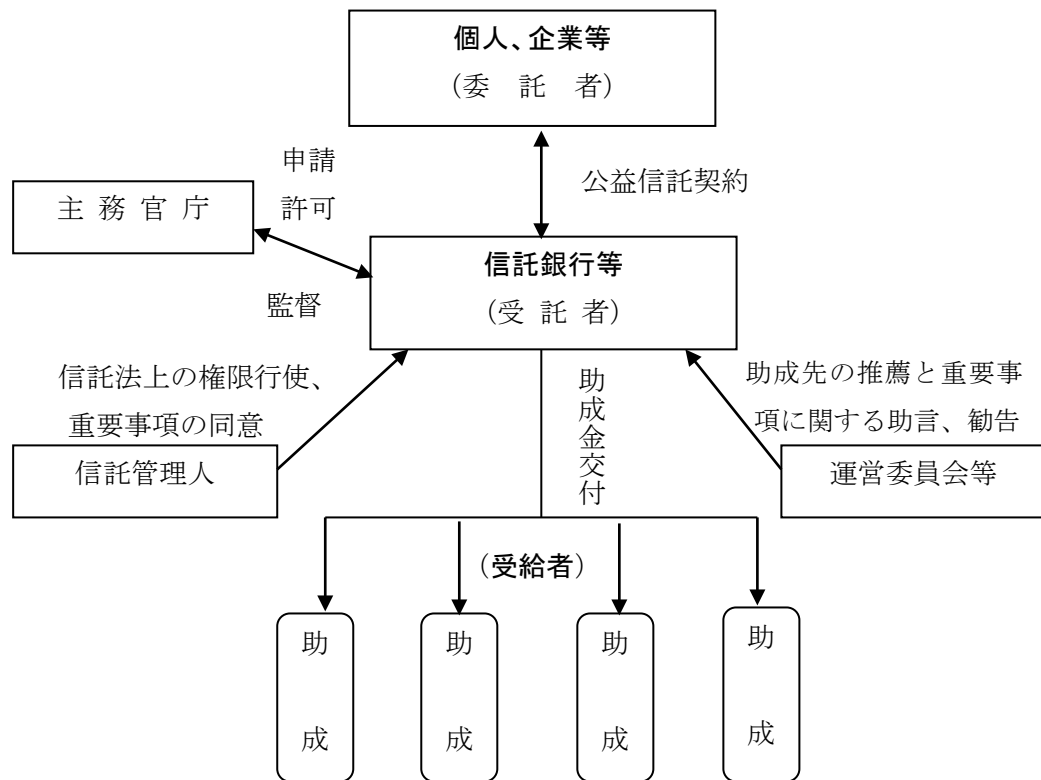 個人、企業等
（委 託 者）
申請
許可
公益信託契約
主 務 官 庁
信託銀行等
（受 託 者）
監督
信託法上の権限行使、
重要事項の同意
助成金交付
助成先の推薦と重要事
項に関する助言、勧告
信託管理人
運営委員会等
（受給者）
助成
助成
助成
助成